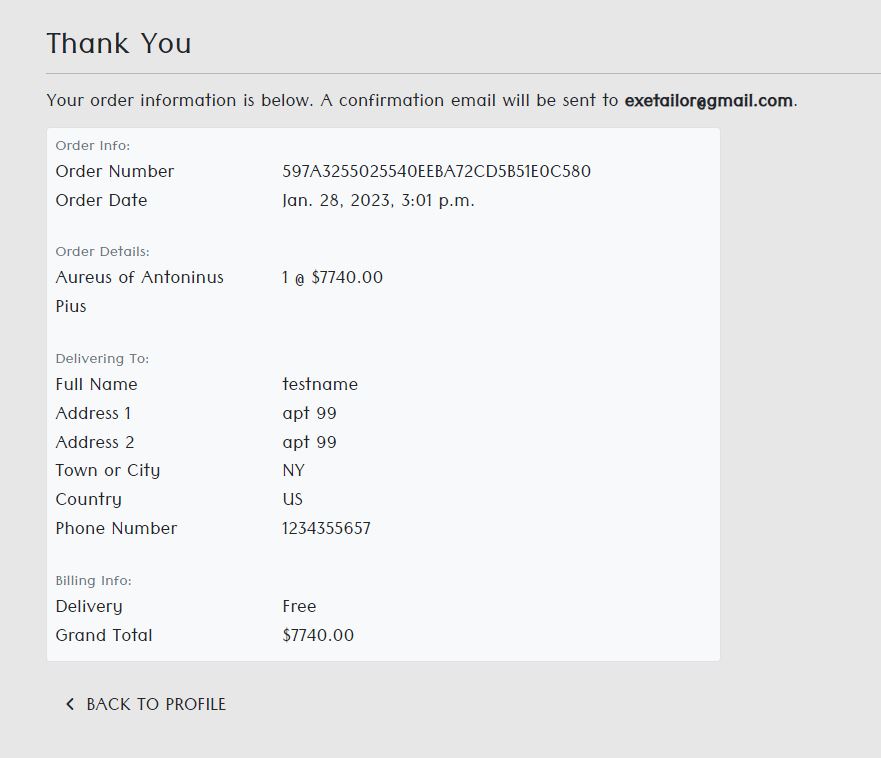 Thank You
Your order information is below. A confirmation email will be sent to exetailor@gmail.com.
Order Info:
Order Number 597A3255025540EEBA72CD5B51E0C580
Order Date Jan. 28, 2023, 3:01 p.m.
Order Details:
Aureus of Antoninus 1 @ $7740.00
Pius
Delivering To:
Full Name testname
Address 1 apt 99
Address 2 apt 99
Town or City NY
Country US
Phone Number 1234355657
Billing Info:
Delivery Free
Grand Total $7740.00
BACK TO PROFILE